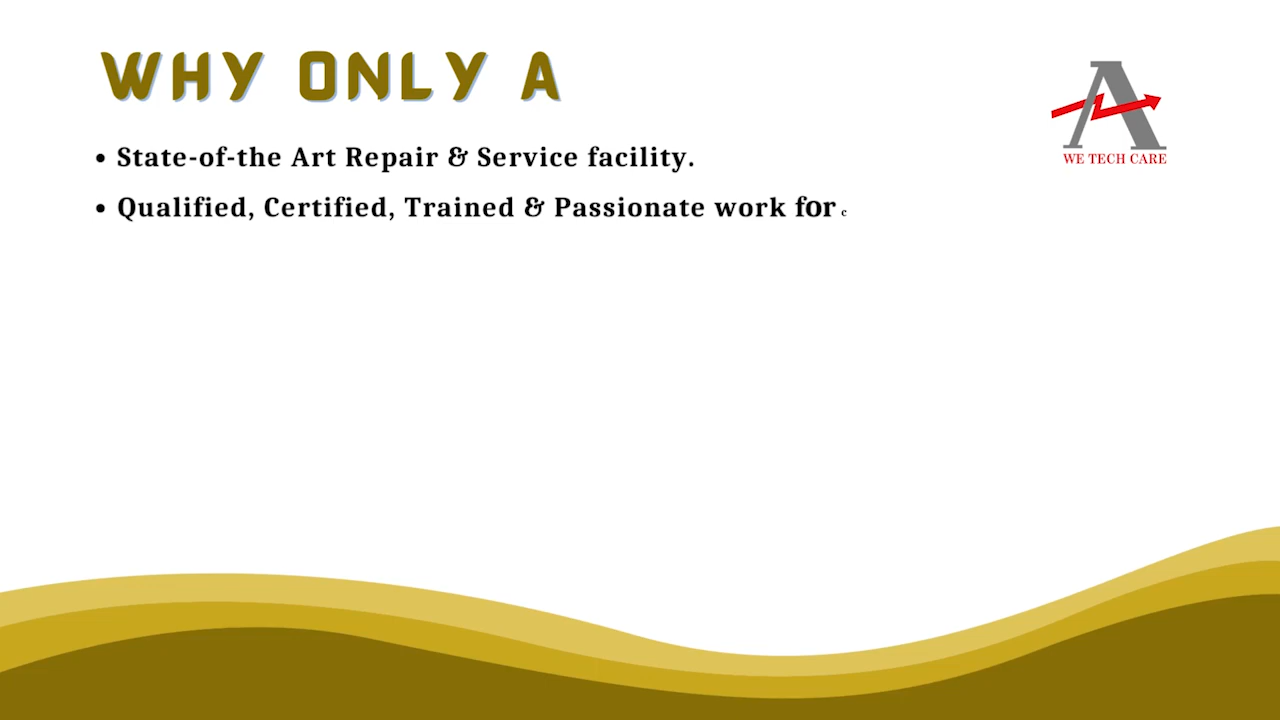 WHY ONLY A
• State-of-the Art Repair & Service facility.
• Qualified, Certified, Trained & Passionate work for c
A
WE TECH CARE